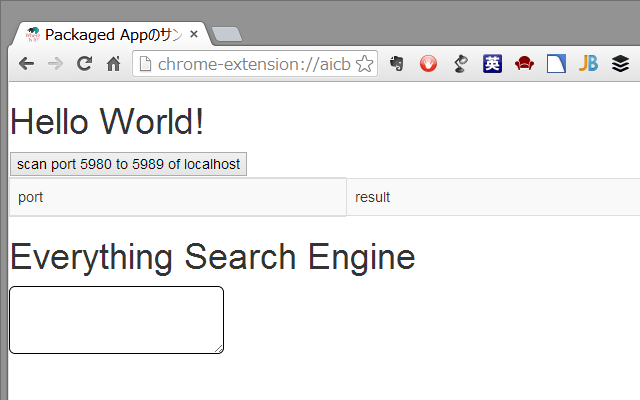 Packaged Appのサン
chrome-extension://aicb
英
JB
Hello World!
scan port 5980 to 5989 of localhost
port
result
Everything Search Engine